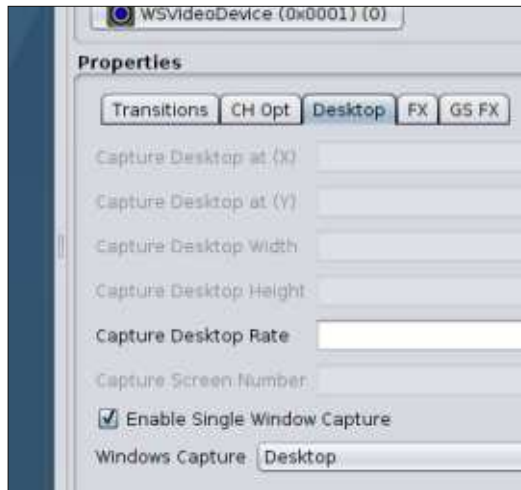 WSVideoDevice (0x0001) (0)
Properties
Transitions CH Opt Desktop FX GS FX
Capture Desktop at (X)
Capture Desktop at (Y)
Capture Desktop Width
Capture Desktop Height
Capture Desktop Rate
Capture Screen Number
Enable Single Window Capture
Windows Capture Desktop